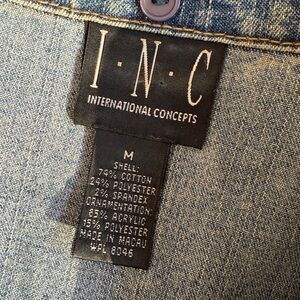 I·N·C
INTERNATIONAL CONCEPTS
M
SHELL:
74% COTTON
24% POLYESTER
2% SPANDEX
ORNAMENTATION:
85% ACRYLIC
15% POLYESTER
MADE IN MACAU
WPL 8046